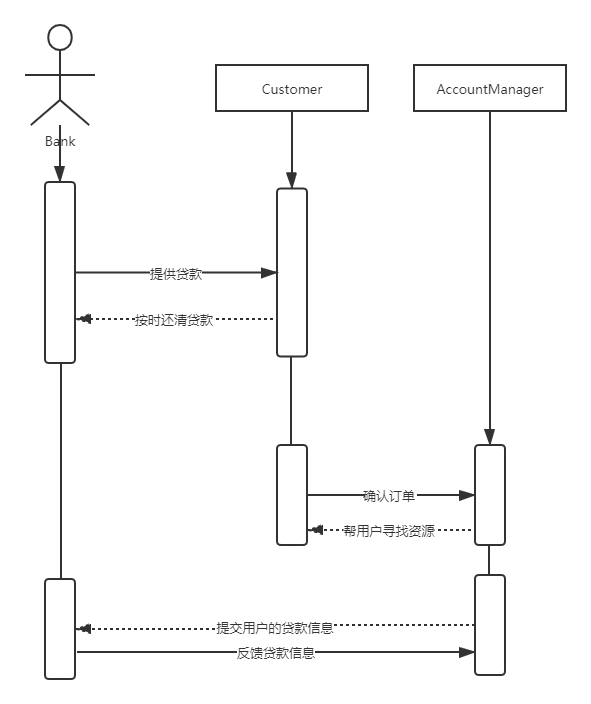 Customer
AccountManager
Bank
提供贷款
按时还清贷款
确认订单
帮用户寻找资源
提交用户的贷款信息
反馈贷款信息